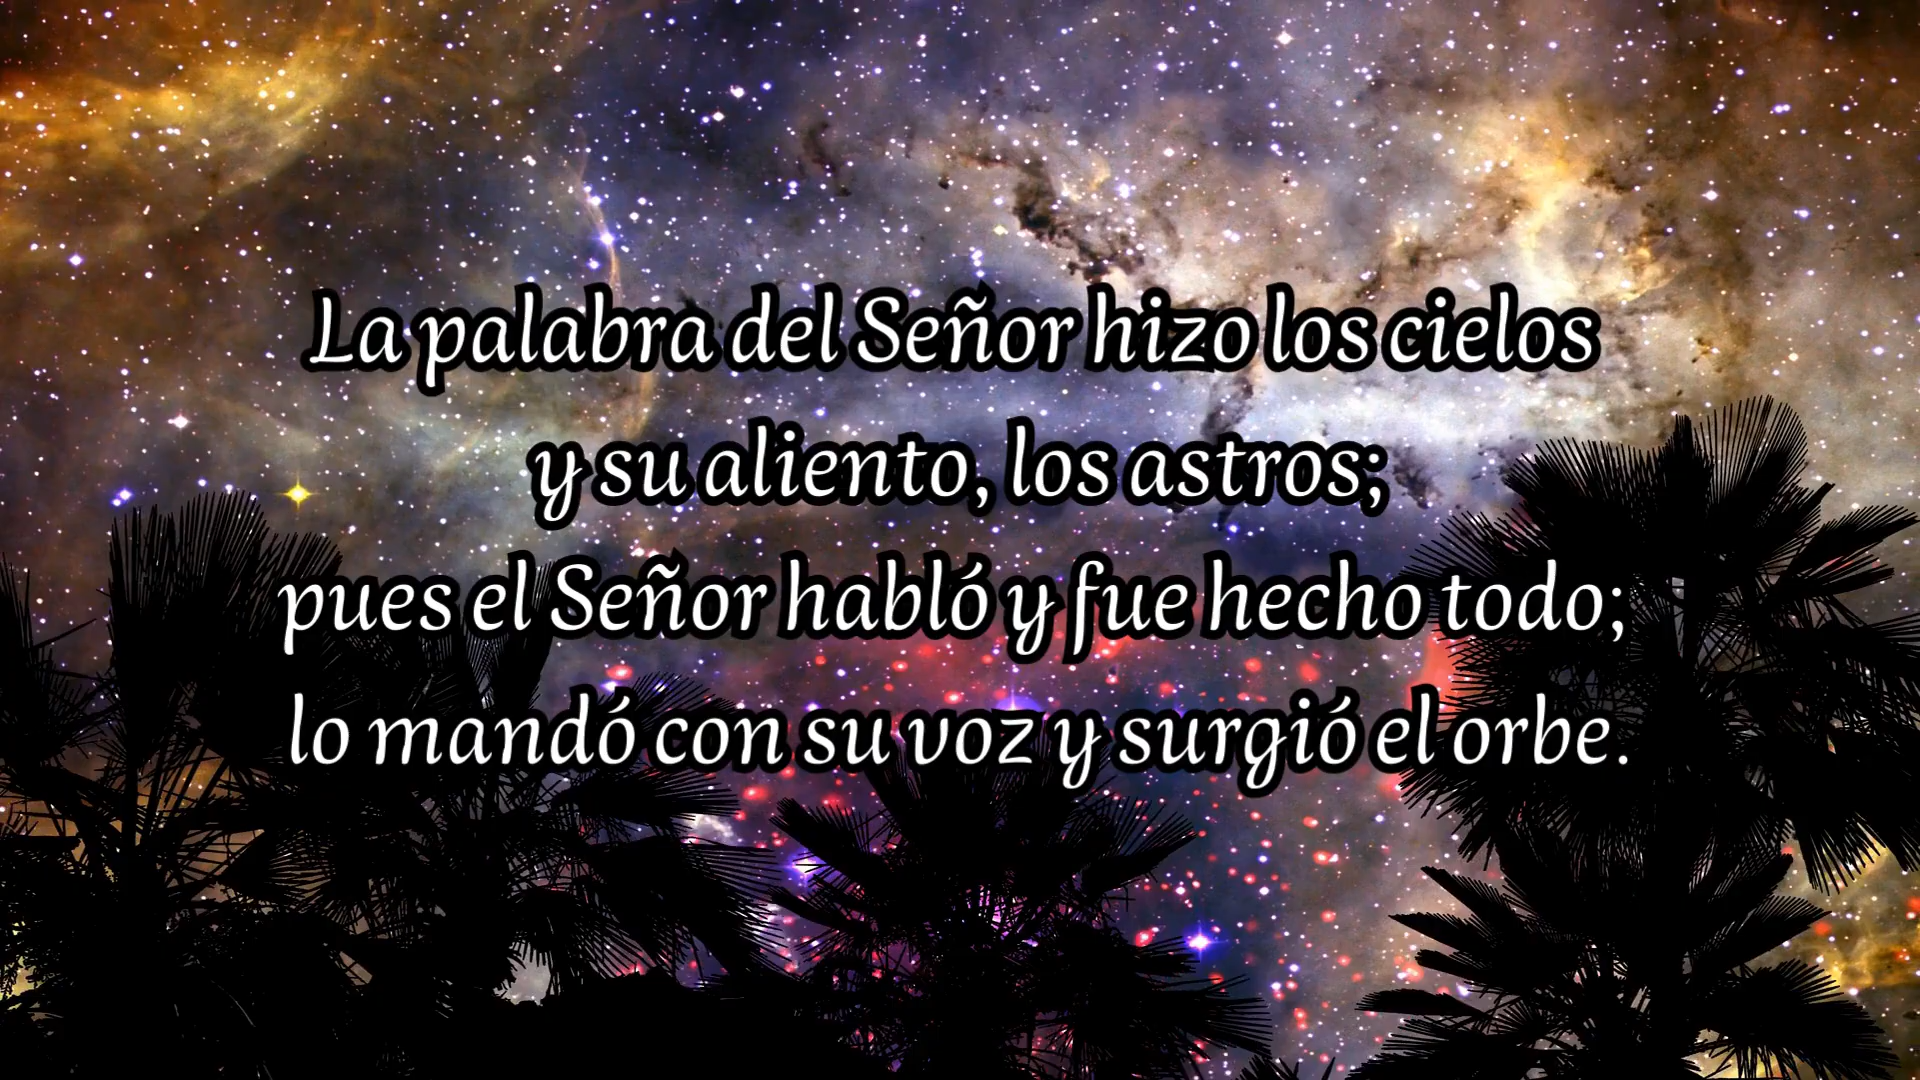 La palabra del Señor hizo los cielos
y su aliento, los astros;
pues el Señor habló y fue hecho todo;
lo mandó con su voz y surgió el orbe.